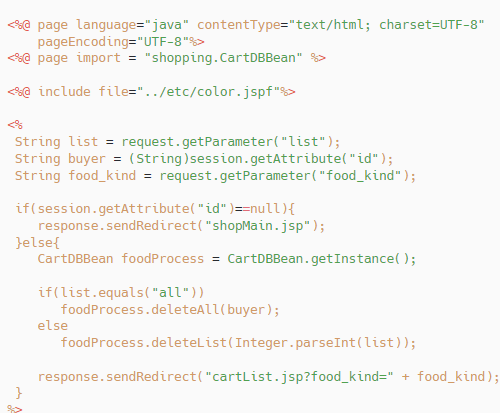 <%@ page language="java" contentType="text/html; charset=UTF-8"
    pageEncoding="UTF-8"%>
<%@ page import = "shopping.CartDBBean" %>

<%@ include file="../etc/color.jspf"%>

<%
 String list = request.getParameter("list");
 String buyer = (String)session.getAttribute("id");
 String food_kind = request.getParameter("food_kind");

 if(session.getAttribute("id")==null){
    response.sendRedirect("shopMain.jsp");
 }else{
    CartDBBean foodProcess = CartDBBean.getInstance();

    if(list.equals("all"))
       foodProcess.deleteAll(buyer);
    else
       foodProcess.deleteList(Integer.parseInt(list));

    response.sendRedirect("cartList.jsp?food_kind=" + food_kind);
 }
%>